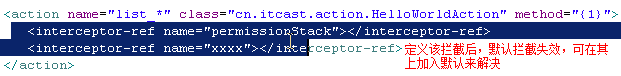 <action name="list_*" class="cn.itcast.action.HelloWorldAction" method="{1}">
<interceptor-ref name="permissionStack"></interceptor-ref>
<interceptor-ref name="xxxx"></interceptor-ref>定义该拦截后，默认拦截失效，可在其
上加入默认来解决
</action>